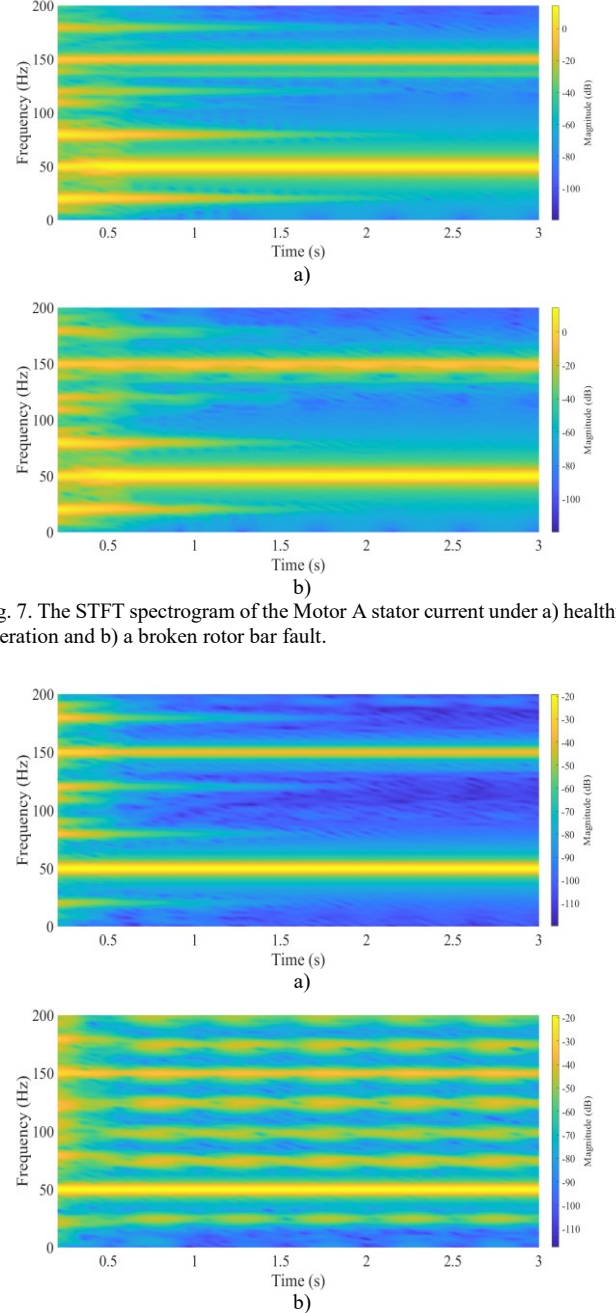 200
150
100
50
0
Frequency (Hz)
0.5 1 1.5 2 2.5 3
Time (s)
0
-20
-40
-60
-80
-100
Magnitude (dB)
a)
200
150
100
50
0
Frequency (Hz)
0.5 1 1.5 2 2.5 3
Time (s)
0
-20
-40
-60
-80
-100
Magnitude (dB)
b)
g. 7. The STFT spectrogram of the Motor A stator current under a) health
eration and b) a broken rotor bar fault.
200
150
100
50
0
Frequency (Hz)
0.5 1 1.5 2 2.5 3
Time (s)
-20
-30
-40
-50
-60
-70
-80
-90
-100
-110
Magnitude (dB)
a)
200
150
100
50
0
Frequency (Hz)
0.5 1 1.5 2 2.5 3
Time (s)
-20
-30
-40
-50
-60
-70
-80
-90
-100
-110
Magnitude (dB)
b)